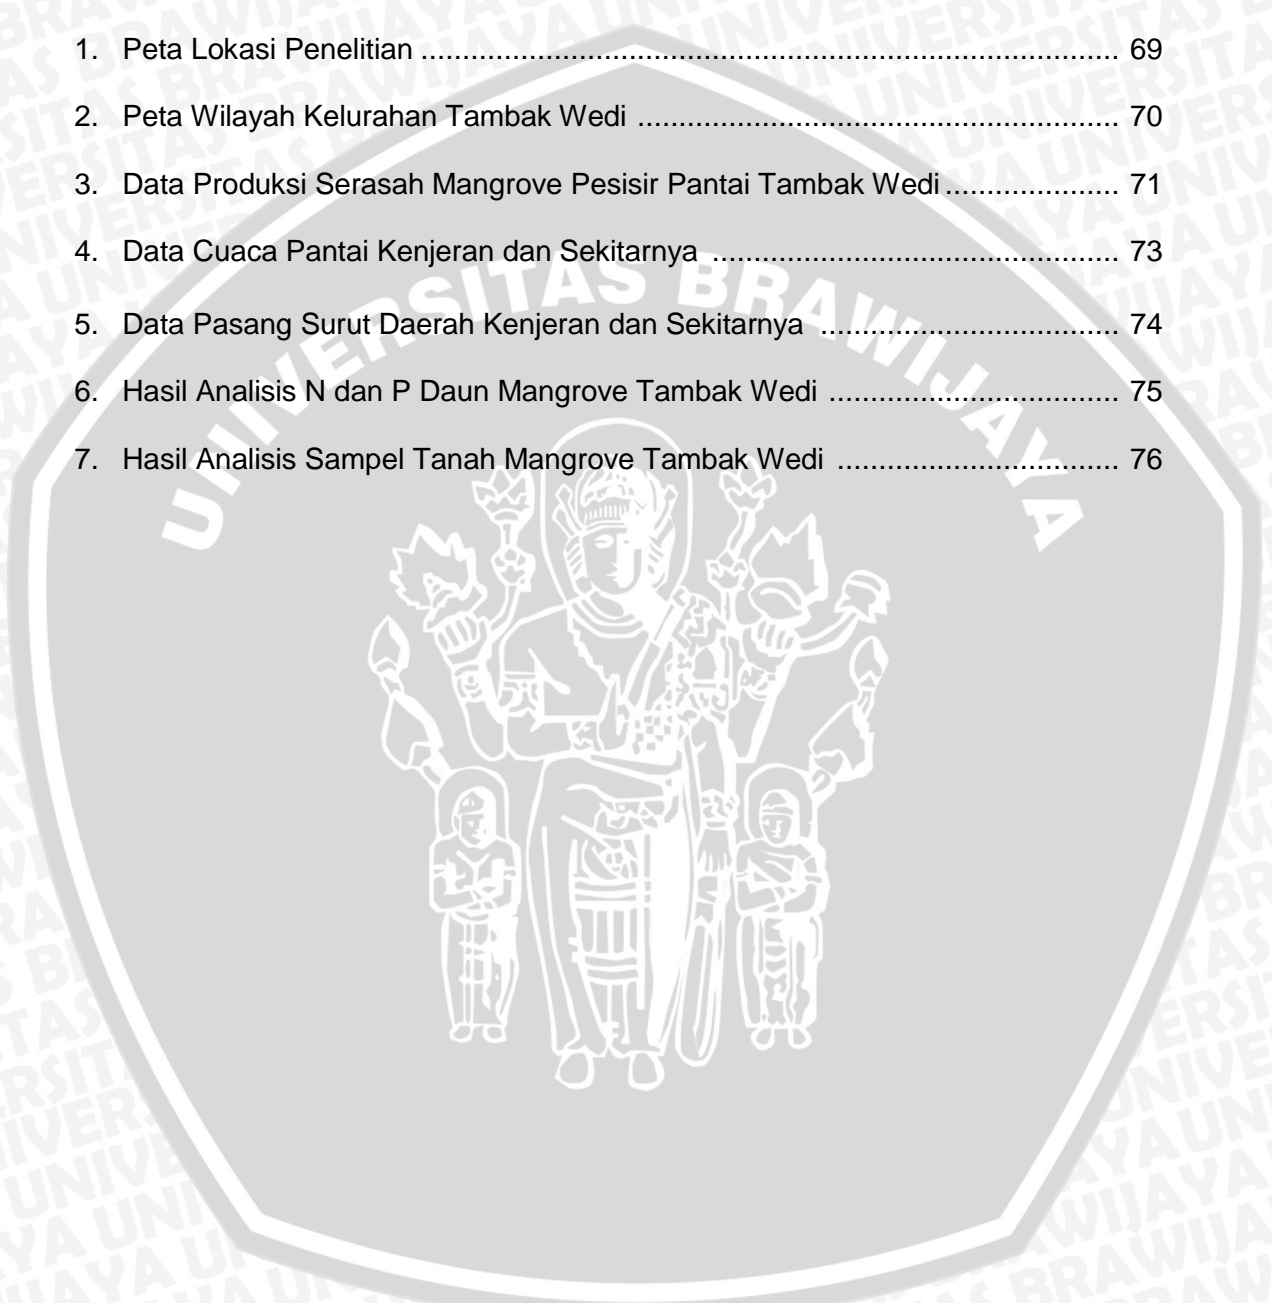 1. Peta Lokasi Penelitian ........................................................................................ 69
2. Peta Wilayah Kelurahan Tambak Wedi ............................................................. 70
3. Data Produksi Serasah Mangrove Pesisir Pantai Tambak Wedi ...................... 71
4. Data Cuaca Pantai Kenjeran dan Sekitarnya .................................................... 73
5. Data Pasang Surut Daerah Kenjeran dan Sekitarnya ...................................... 74
6. Hasil Analisis N dan P Daun Mangrove Tambak Wedi ..................................... 75
7. Hasil Analisis Sampel Tanah Mangrove Tambak Wedi .................................... 76
UNIVERSITAS BRAWIJAYA